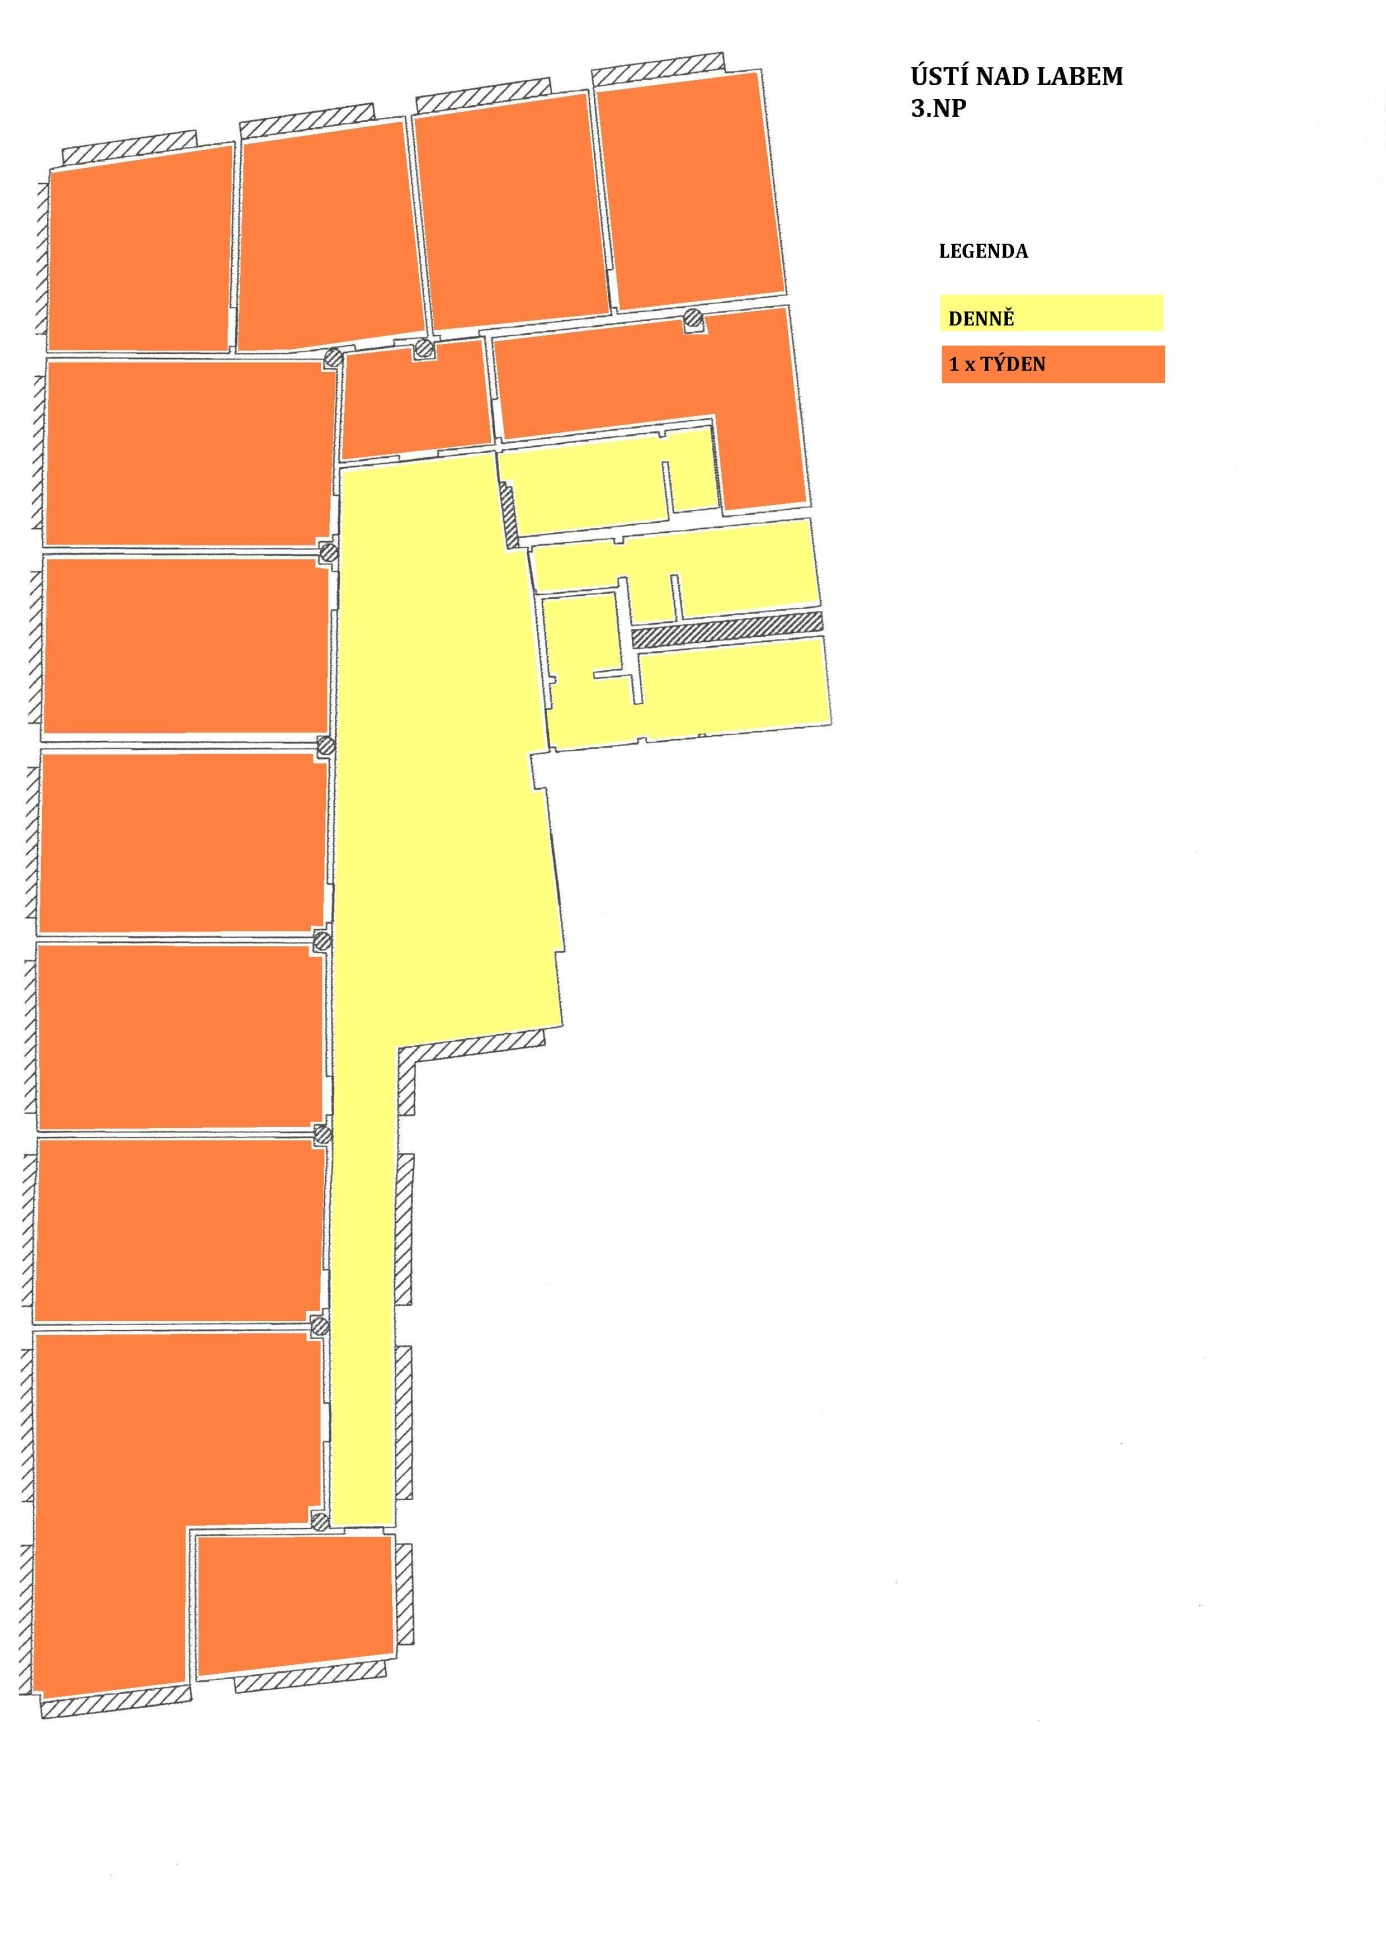 ÚSTÍ NAD LABEM
3.NP
LEGENDA
DENNĚ
1 x TÝDEN